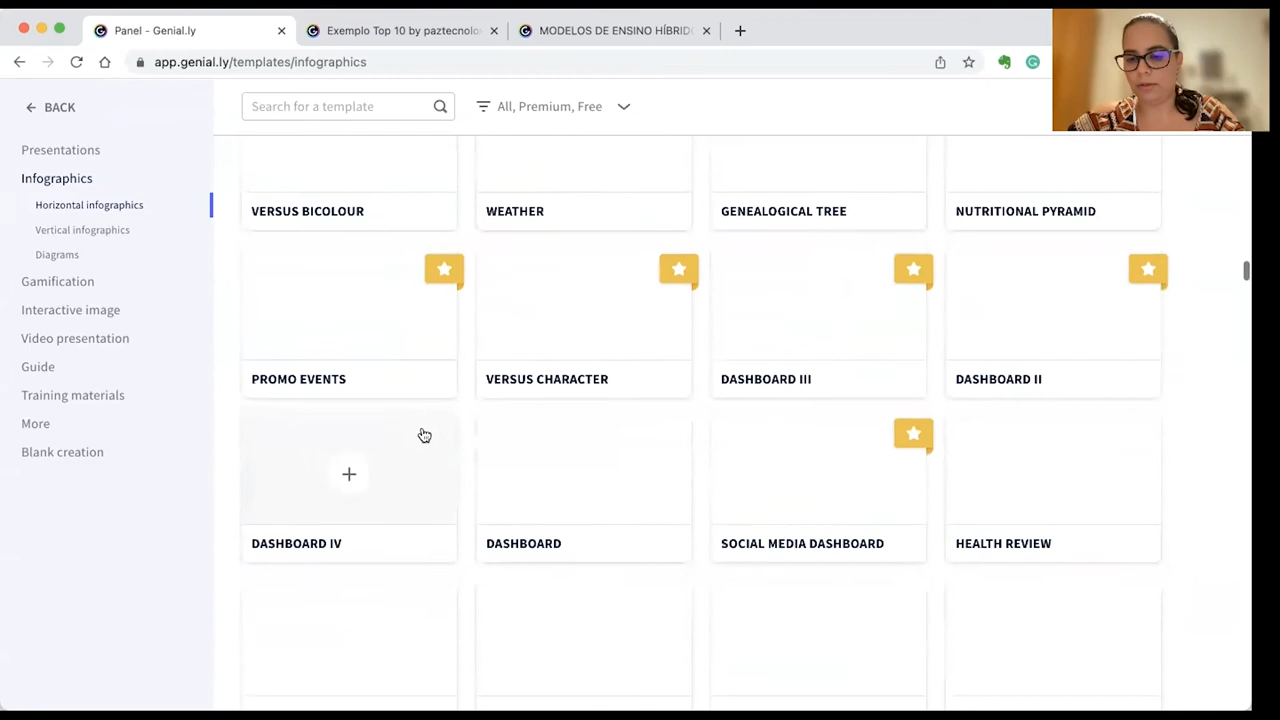 Panel - Genial.ly
Exemplo Top 10 by paztecnolo
MODELOS DE ENSINO HÍBRIDO
app.genial.ly/templates/infographics
BACK
Search for a template
All, Premium, Free
Presentations
Infographics
Horizontal infographics
Vertical infographics
Diagrams
Gamification
Interactive image
Video presentation
Guide
Training materials
More
Blank creation
VERSUS BICOLOUR
WEATHER
GENEALOGICAL TREE
NUTRITIONAL PYRAMID
PROMO EVENTS
VERSUS CHARACTER
DASHBOARD III
DASHBOARD II
DASHBOARD IV
DASHBOARD
SOCIAL MEDIA DASHBOARD
HEALTH REVIEW